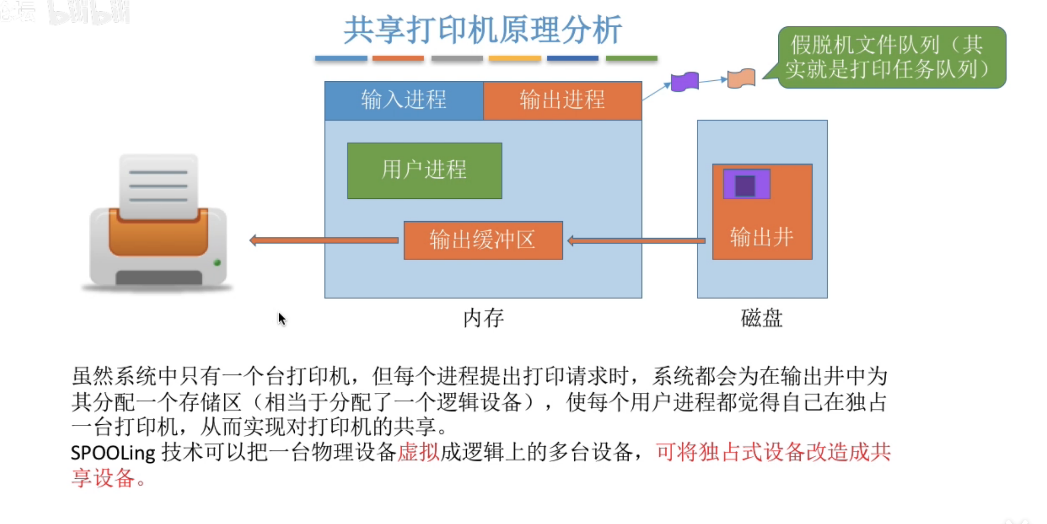 共享打印机原理分析
假脱机文件队列（其
实就是打印任务队列）
输入进程
输出进程
用户进程
输出缓冲区
输出井
内存
磁盘
虽然系统中只有一个台打印机，但每个进程提出打印请求时，系统都会为在输出井中为
其分配一个存储区（相当于分配了一个逻辑设备），使每个用户进程都觉得自己在独占
一台打印机，从而实现对打印机的共享。
SPOOLing 技术可以把一台物理设备虚拟成逻辑上的多台设备，可将独占式设备改造成共
享设备。